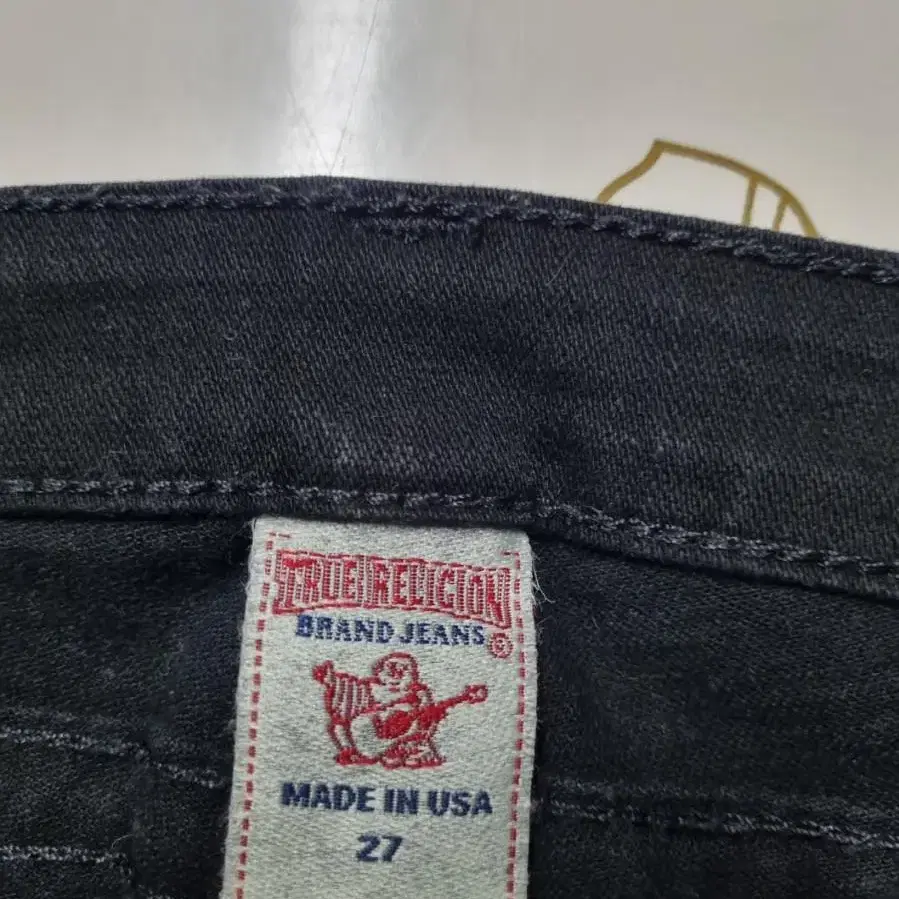 TRUE RELIGION
BRAND JEANS
MADE IN USA
27